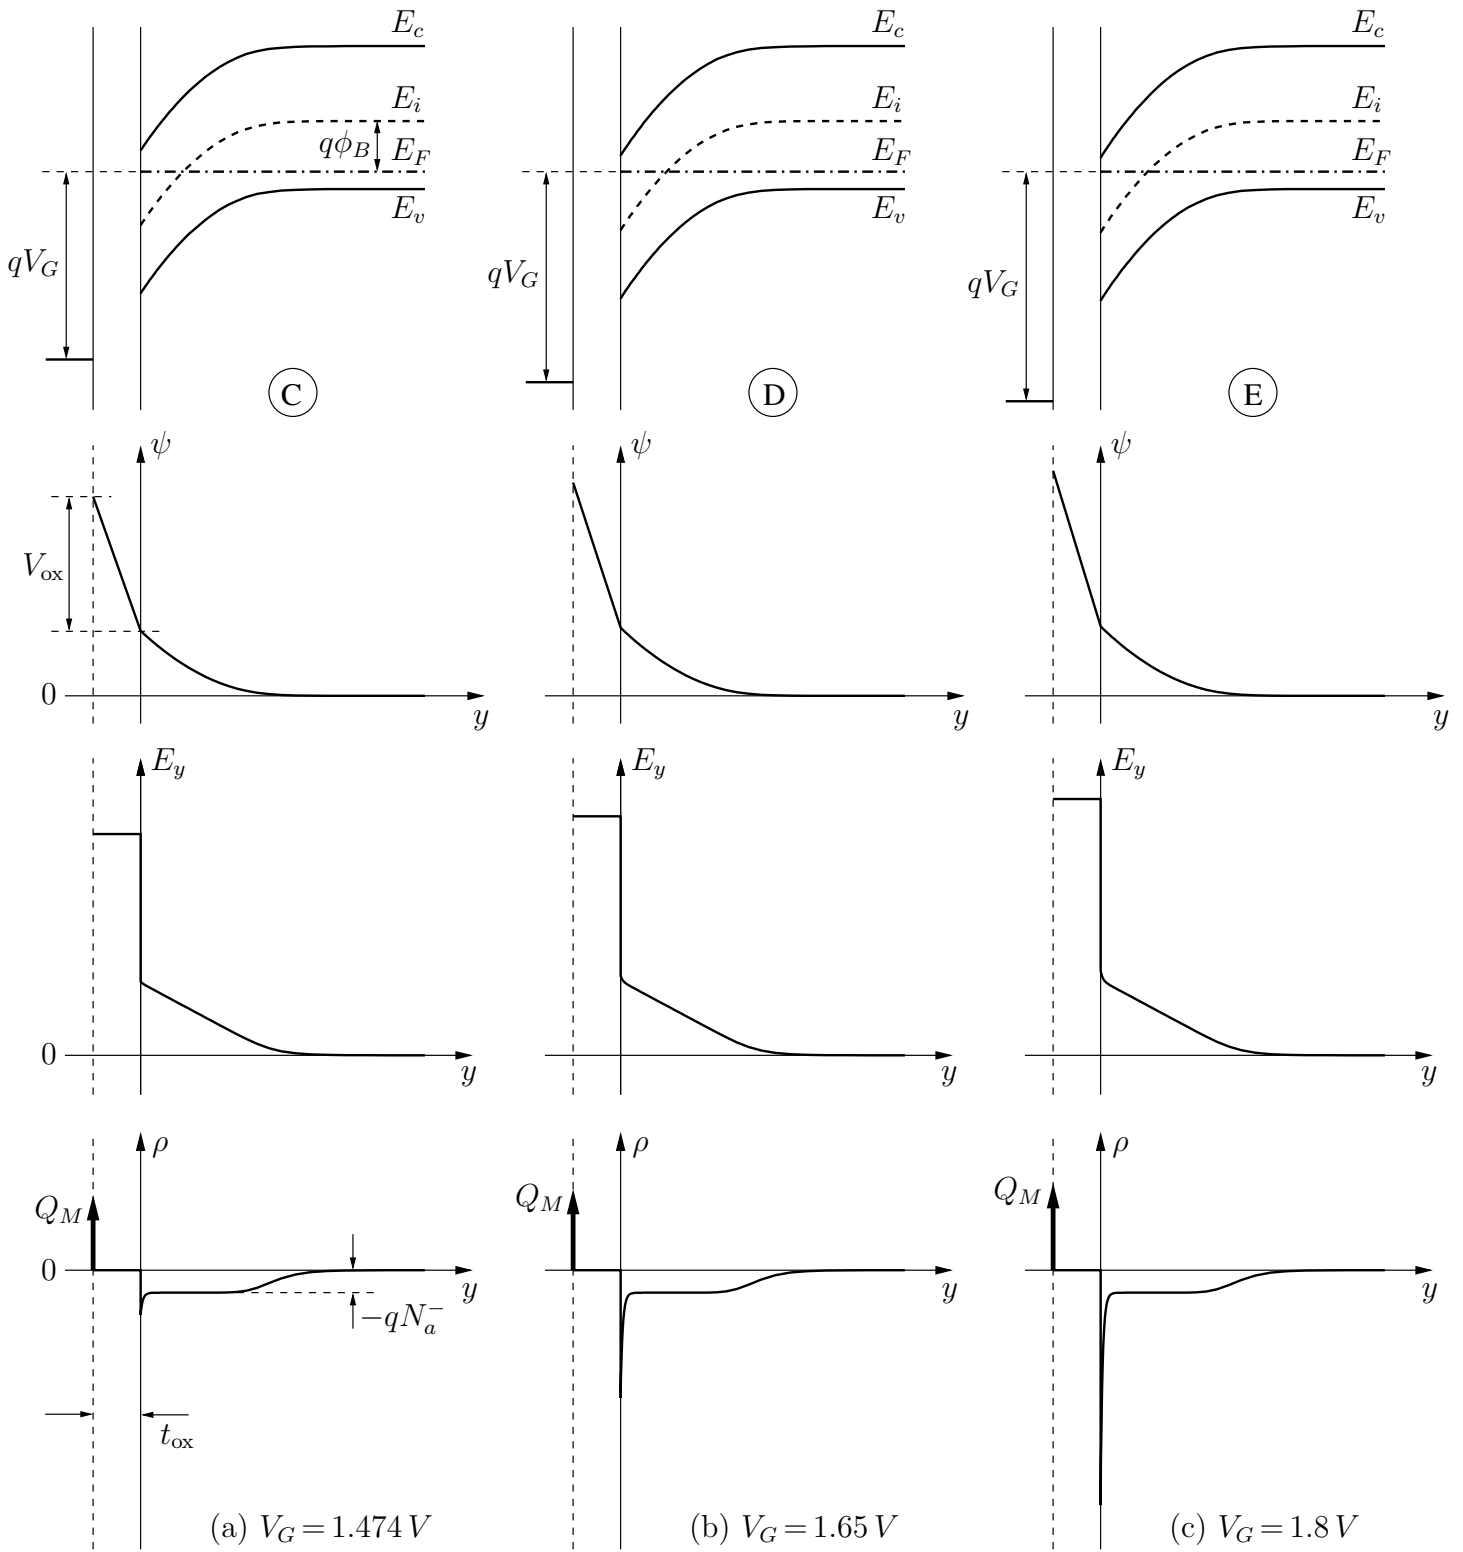 E_c E_c E_c
E_i E_i E_i
qϕ_B E_F E_F E_F
E_v E_v E_v
qV_G qV_G qV_G
C D E
ψ ψ ψ
V_ox
0
y y y
E_y E_y E_y
0
y y y
ρ ρ ρ
Q_M Q_M Q_M
0
y y y
−qN_a^−
t_ox
(a) V_G = 1.474 V (b) V_G = 1.65 V (c) V_G = 1.8 V